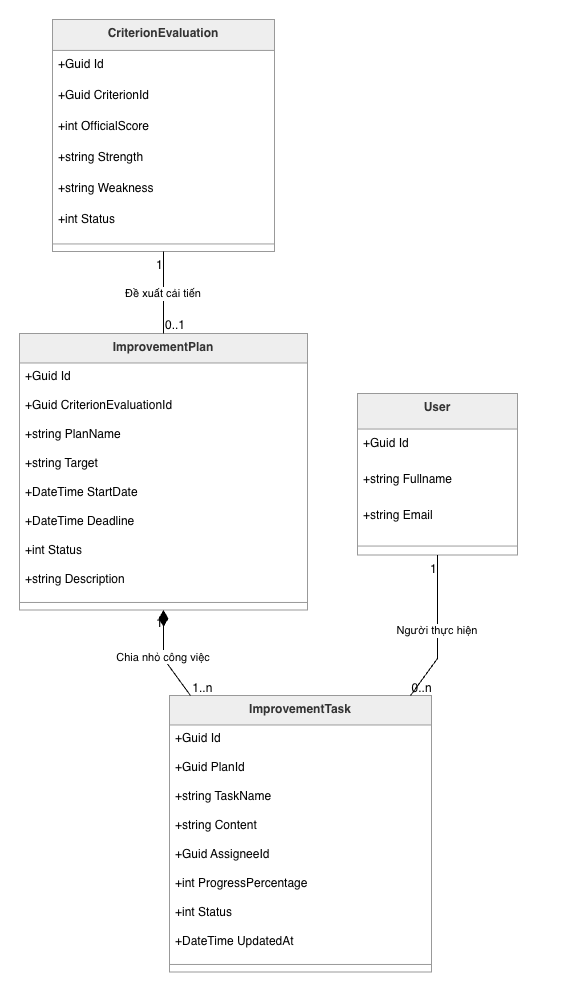 CriterionEvaluation
+Guid Id
+Guid CriterionId
+int OfficialScore
+string Strength
+string Weakness
+int Status
1
Đề xuất cải tiến
0..1
ImprovementPlan
+Guid Id
+Guid CriterionEvaluationId
+string PlanName
+string Target
+DateTime StartDate
+DateTime Deadline
+int Status
+string Description
User
+Guid Id
+string Fullname
+string Email
1
1
Người thực hiện
Chia nhỏ công việc
1..n
0..n
ImprovementTask
+Guid Id
+Guid PlanId
+string TaskName
+string Content
+Guid AssigneeId
+int ProgressPercentage
+int Status
+DateTime UpdatedAt